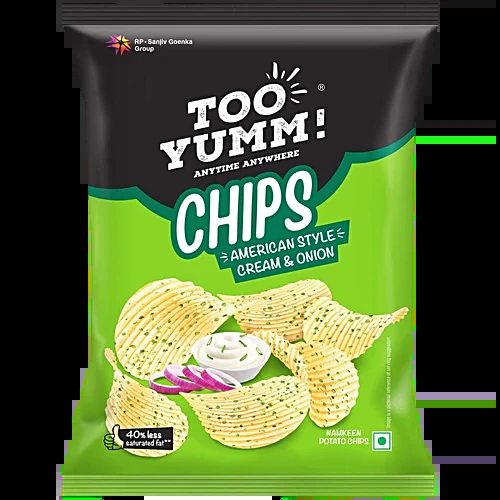 RP-Sanjiv Goenka
Group
TOO
YUMM!
®
ANYTIME ANYWHERE
CHIPS
AMERICAN STYLE
CREAM & ONION
40% less
saturated fat**
NAMKEEN
POTATO CHIPS